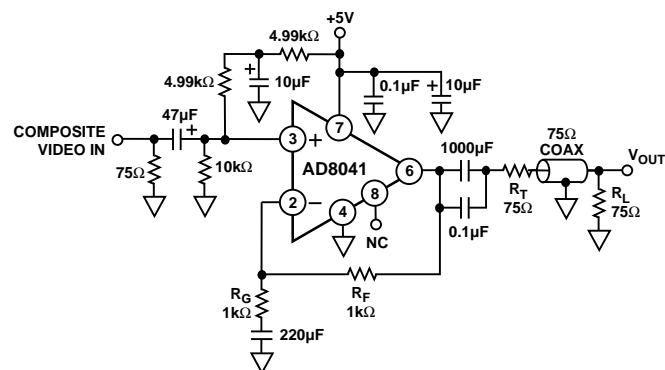 +5V
4.99kΩ
4.99kΩ
+
10µF
0.1µF
+
10µF
47µF
+
COMPOSITE
VIDEO IN
75Ω
10kΩ
3
+
7
AD8041
2
−
4
8
6
NC
1000µF
0.1µF
R_T
75Ω
75Ω
COAX
V_OUT
R_L
75Ω
R_G
1kΩ
220µF
R_F
1kΩ